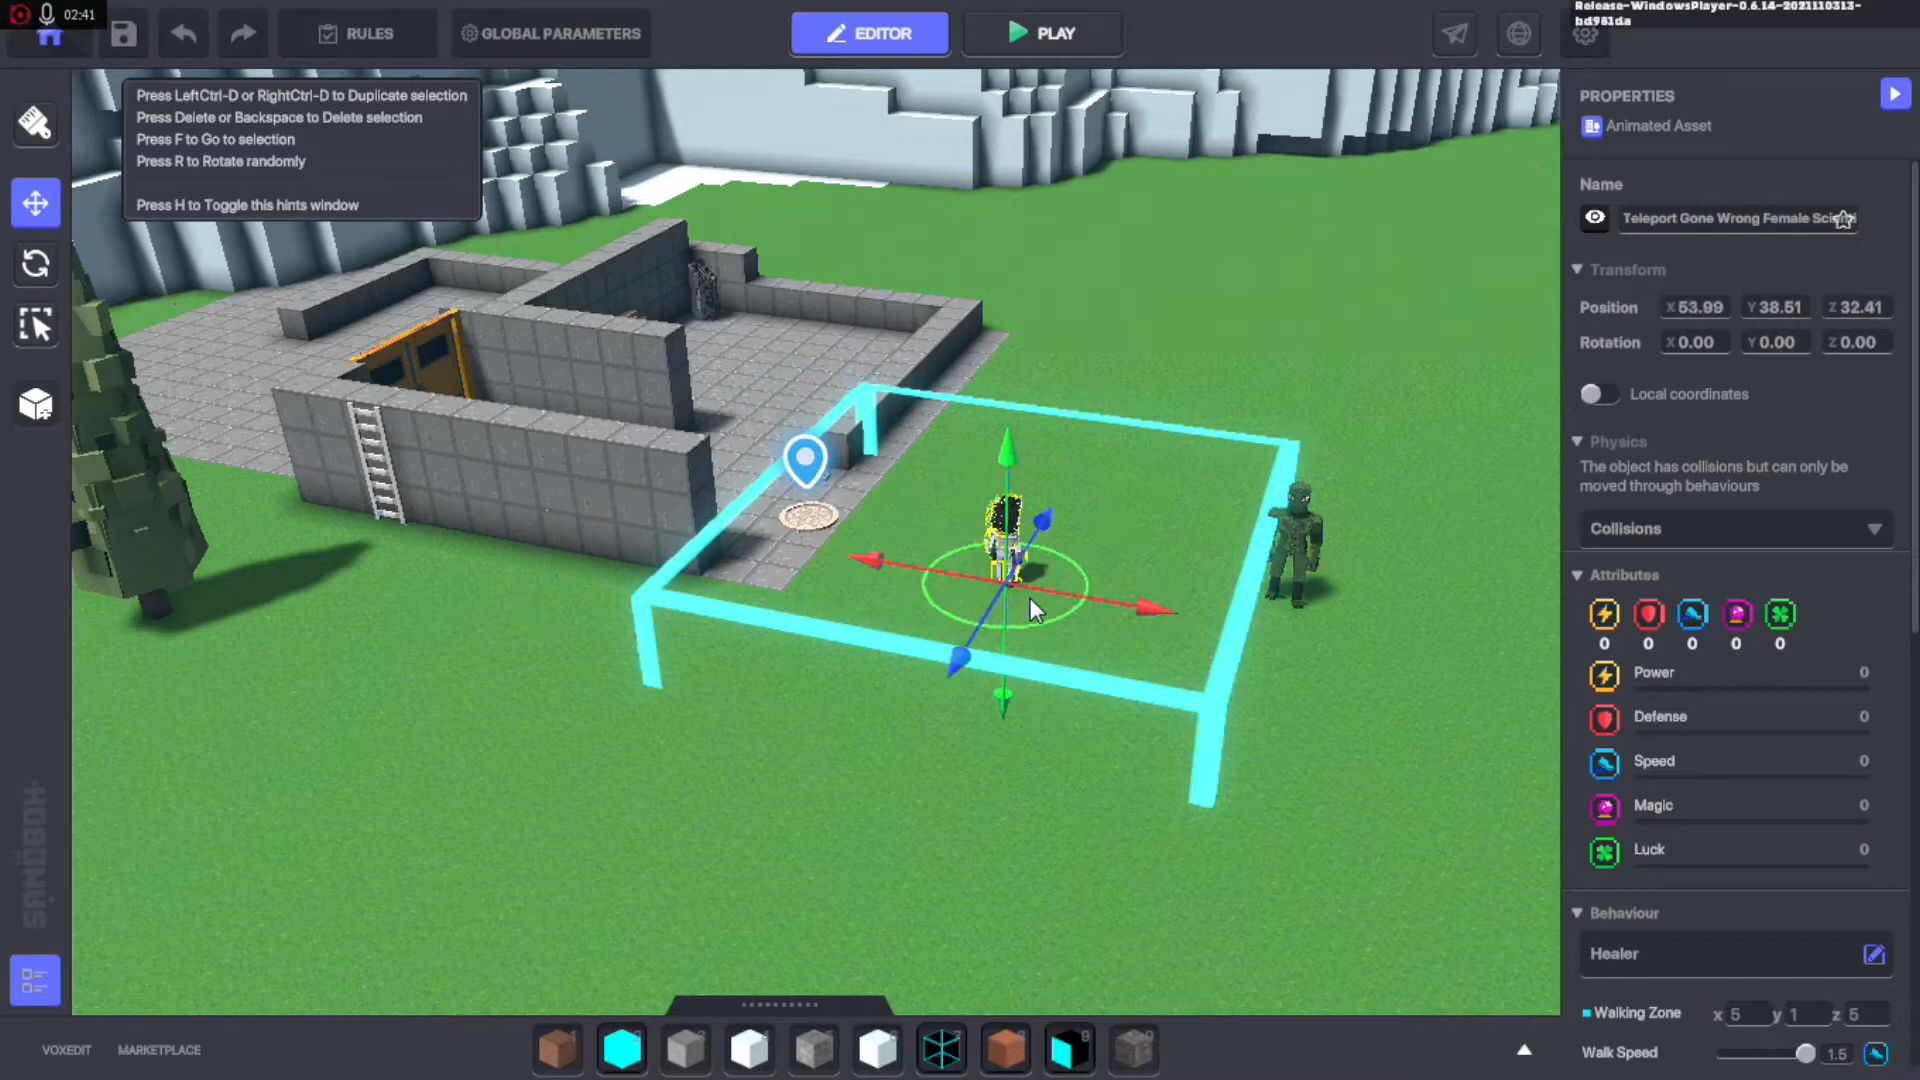 02:41
RULES
GLOBAL PARAMETERS
EDITOR
PLAY
Release-WindowsPlayer-0.6.14-2021110313-
bd981da
Press LeftCtrl-D or RightCtrl-D to Duplicate selection
Press Delete or Backspace to Delete selection
Press F to Go to selection
Press R to Rotate randomly
Press H to Toggle this hints window
PROPERTIES
Animated Asset
Name
Teleport Gone Wrong Female
Transform
Position X 53.99 Y 38.51 Z 32.41
Rotation X 0.00 Y 0.00 Z 0.00
Local coordinates
Physics
The object has collisions but can only be
moved through behaviours
Collisions
Attributes
0 0 0 0 0
Power 0
Defense 0
Speed 0
Magic 0
Luck 0
Behaviour
Healer
Walking Zone x 5 y 1 z 5
Walk Speed 1.5
SANDBOX
VOXEDIT
MARKETPLACE